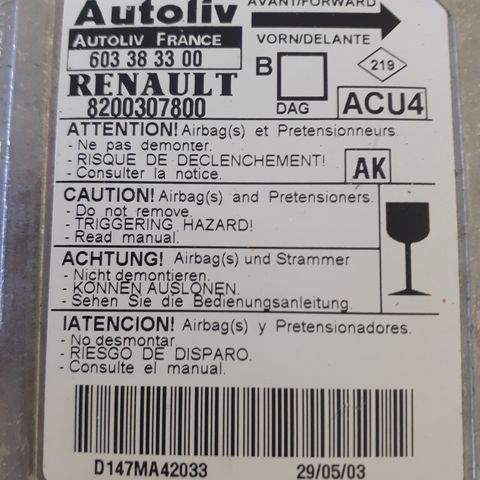 Autoliv
AVANT/FORWARD
AUTOLIV FRANCE
VORN/DELANTE
603 38 33 00
219
RENAULT
B
8200307800
DAG
ACU4
ATTENTION! Airbag(s) et Pretensionneurs.
- Ne pas demonter.
- RISQUE DE DECLENCHEMENT!
- Consulter la notice.
AK
CAUTION! Airbag(s) and Pretensioners.
- Do not remove.
- TRIGGERING HAZARD!
- Read manual.
ACHTUNG! Airbag(s) und Strammer
- Nicht demontieren.
- KONNEN AUSLONEN.
- Sehen Sie die Bedienungsanleitung.
IATENCION! Airbag(s) y Pretensionadores.
- No desmontar.
- RIESGO DE DISPARO.
- Consulte el manual.
D147MA42033
29/05/03